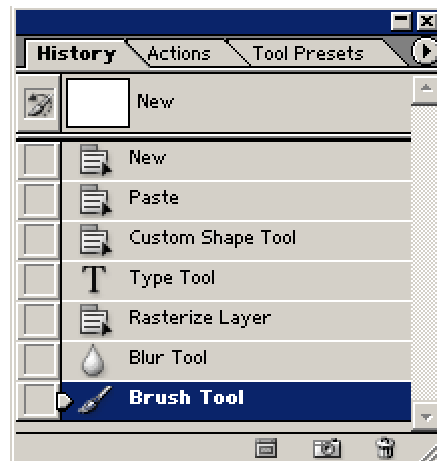 History Actions Tool Presets
New
New
Paste
Custom Shape Tool
Type Tool
Rasterize Layer
Blur Tool
Brush Tool